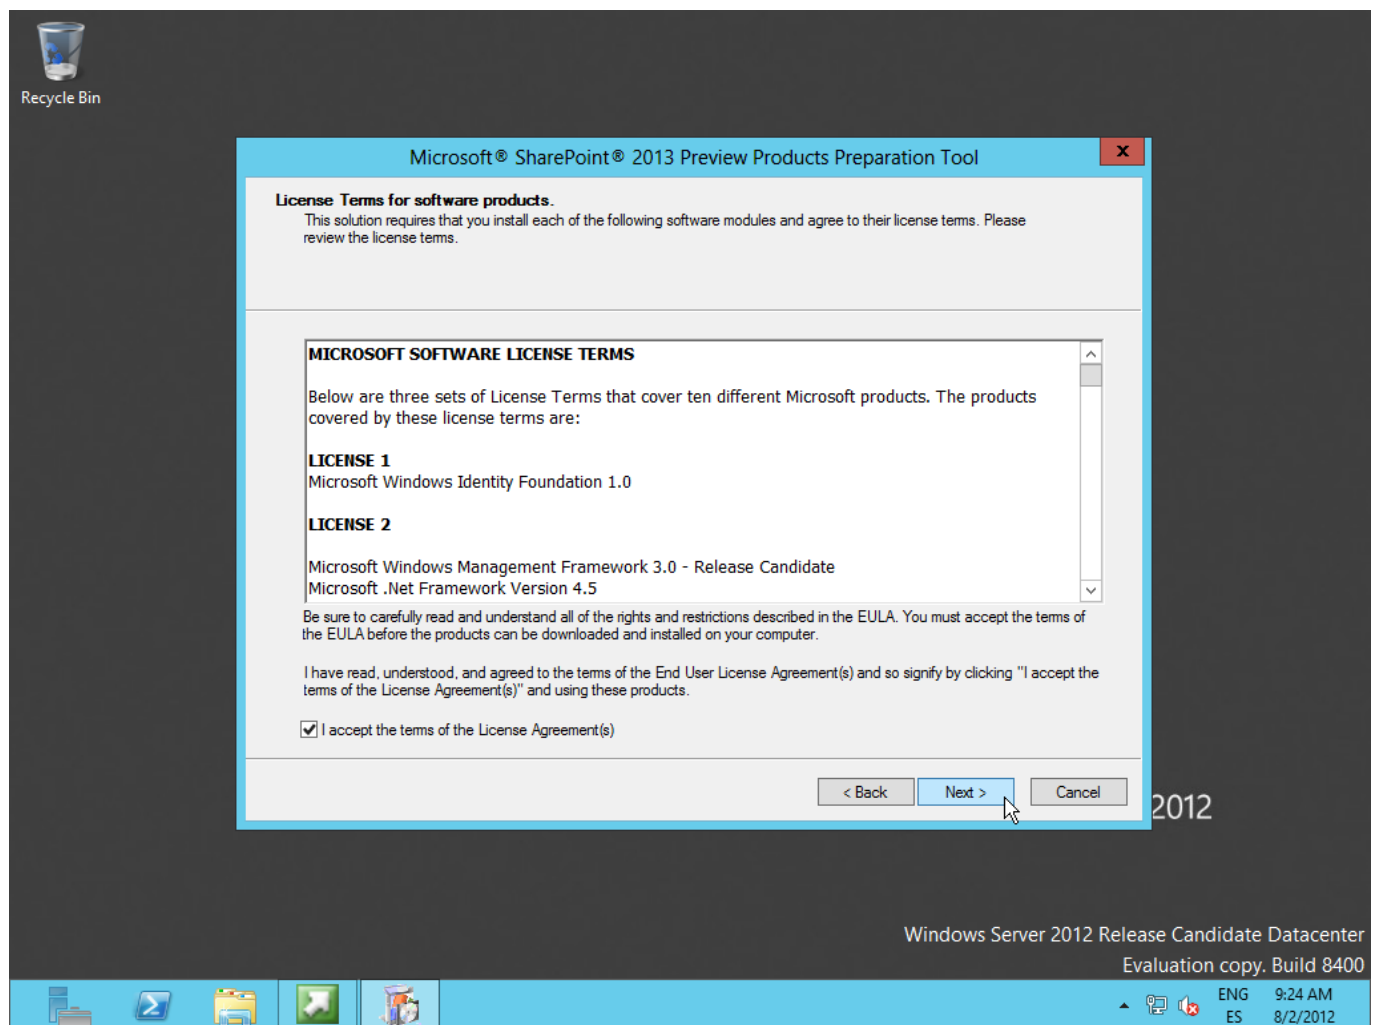 Recycle Bin
Microsoft® SharePoint® 2013 Preview Products Preparation Tool
x
License Terms for software products.
This solution requires that you install each of the following software modules and agree to their license terms. Please
review the license terms.
MICROSOFT SOFTWARE LICENSE TERMS
Below are three sets of License Terms that cover ten different Microsoft products. The products
covered by these license terms are:
LICENSE 1
Microsoft Windows Identity Foundation 1.0
LICENSE 2
Microsoft Windows Management Framework 3.0 - Release Candidate
Microsoft .Net Framework Version 4.5
Be sure to carefully read and understand all of the rights and restrictions described in the EULA. You must accept the terms of
the EULA before the products can be downloaded and installed on your computer.
I have read, understood, and agreed to the terms of the End User License Agreement(s) and so signify by clicking "I accept the
terms of the License Agreement(s)" and using these products.
I accept the terms of the License Agreement(s)
< Back Next > Cancel
2012
Windows Server 2012 Release Candidate Datacenter
Evaluation copy. Build 8400
ENG 9:24 AM
ES 8/2/2012